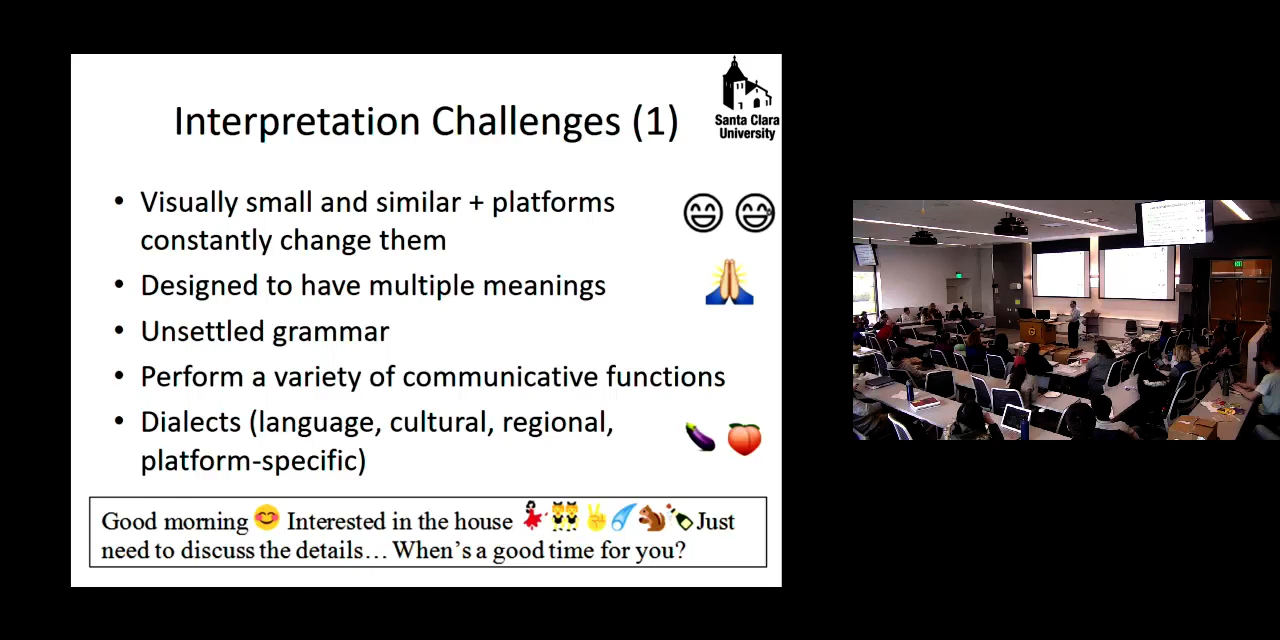 Santa Clara
University
Interpretation Challenges (1)
• Visually small and similar + platforms
constantly change them
• Designed to have multiple meanings
• Unsettled grammar
• Perform a variety of communicative functions
• Dialects (language, cultural, regional,
platform-specific)
Good morning 😊 Interested in the house 💃👯✌️☄️🐿️🍾 Just
need to discuss the details… When's a good time for you?